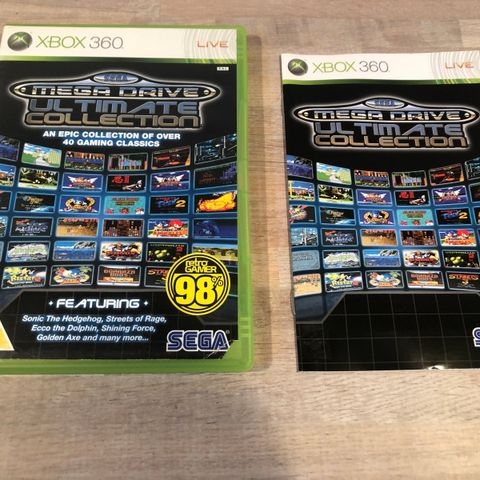 XBOX 360
LIVE
PAL
SEGA
MEGA DRIVE
ULTIMATE
COLLECTION
AN EPIC COLLECTION OF OVER
40 GAMING CLASSICS
retro
GAMER
98%
FEATURING
Sonic The Hedgehog, Streets of Rage,
Ecco the Dolphin, Shining Force,
Golden Axe and many more...
SEGA
XBOX 360
LIVE
SEGA
MEGA DRIVE
ULTIMATE
COLLECTION